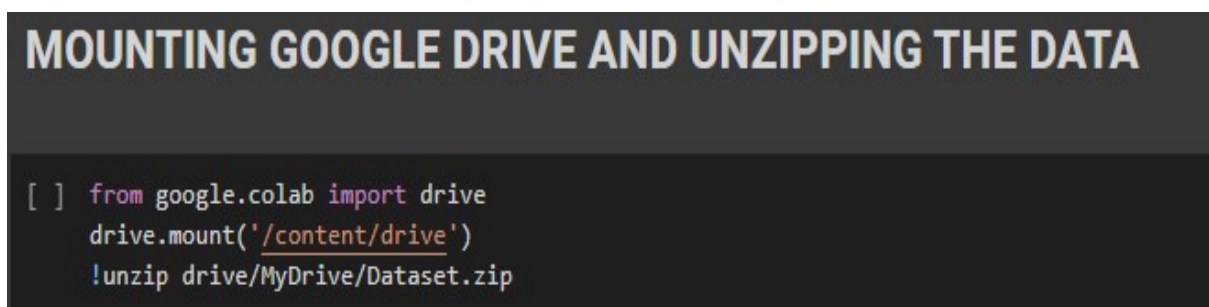 MOUNTING GOOGLE DRIVE AND UNZIPPING THE DATA
[ ] from google.colab import drive
drive.mount('/content/drive')
!unzip drive/MyDrive/Dataset.zip